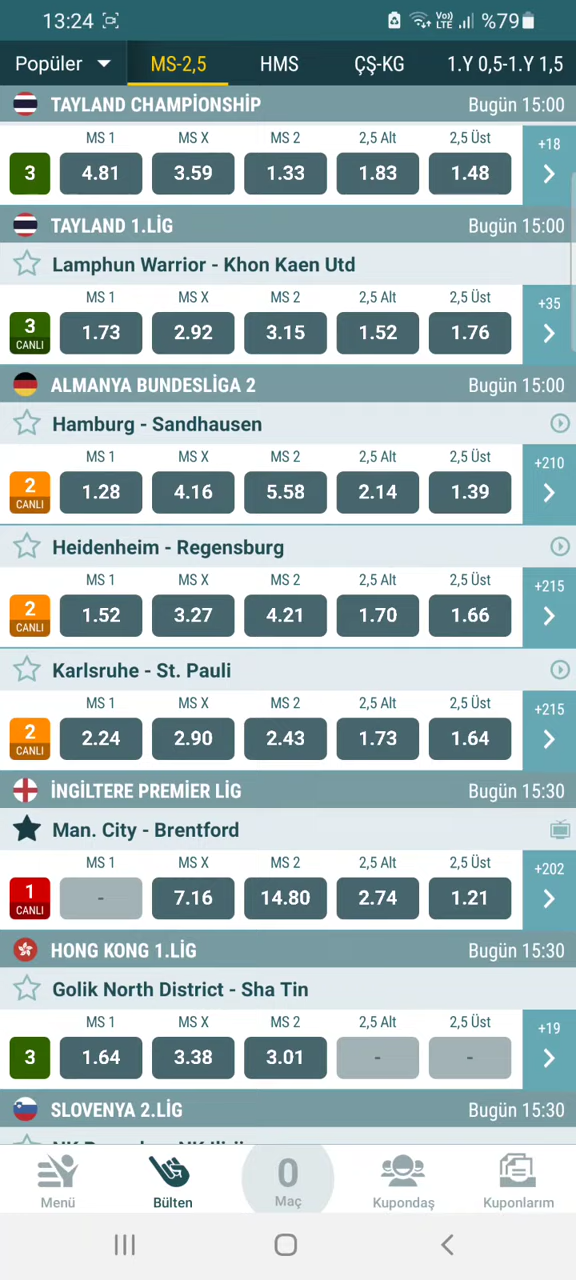 13:24 Vo)) LTE %79
Popüler MS-2,5 HMS ÇŞ-KG 1.Y 0,5-1.Y 1,5
TAYLAND CHAMPİONSHİP Bugün 15:00
MS 1 MS X MS 2 2,5 Alt 2,5 Üst +18
3 4.81 3.59 1.33 1.83 1.48
TAYLAND 1.LİG Bugün 15:00
Lamphun Warrior - Khon Kaen Utd
MS 1 MS X MS 2 2,5 Alt 2,5 Üst +35
3 CANLI 1.73 2.92 3.15 1.52 1.76
ALMANYA BUNDESLİGA 2 Bugün 15:00
Hamburg - Sandhausen
MS 1 MS X MS 2 2,5 Alt 2,5 Üst +210
2 CANLI 1.28 4.16 5.58 2.14 1.39
Heidenheim - Regensburg
MS 1 MS X MS 2 2,5 Alt 2,5 Üst +215
2 CANLI 1.52 3.27 4.21 1.70 1.66
Karlsruhe - St. Pauli
MS 1 MS X MS 2 2,5 Alt 2,5 Üst +215
2 CANLI 2.24 2.90 2.43 1.73 1.64
İNGİLTERE PREMİER LİG Bugün 15:30
Man. City - Brentford
MS 1 MS X MS 2 2,5 Alt 2,5 Üst +202
1 CANLI - 7.16 14.80 2.74 1.21
HONG KONG 1.LİG Bugün 15:30
Golik North District - Sha Tin
MS 1 MS X MS 2 2,5 Alt 2,5 Üst +19
3 1.64 3.38 3.01 - -
SLOVENYA 2.LİG Bugün 15:30
0
Menü Bülten Maç Kupondaş Kuponlarım